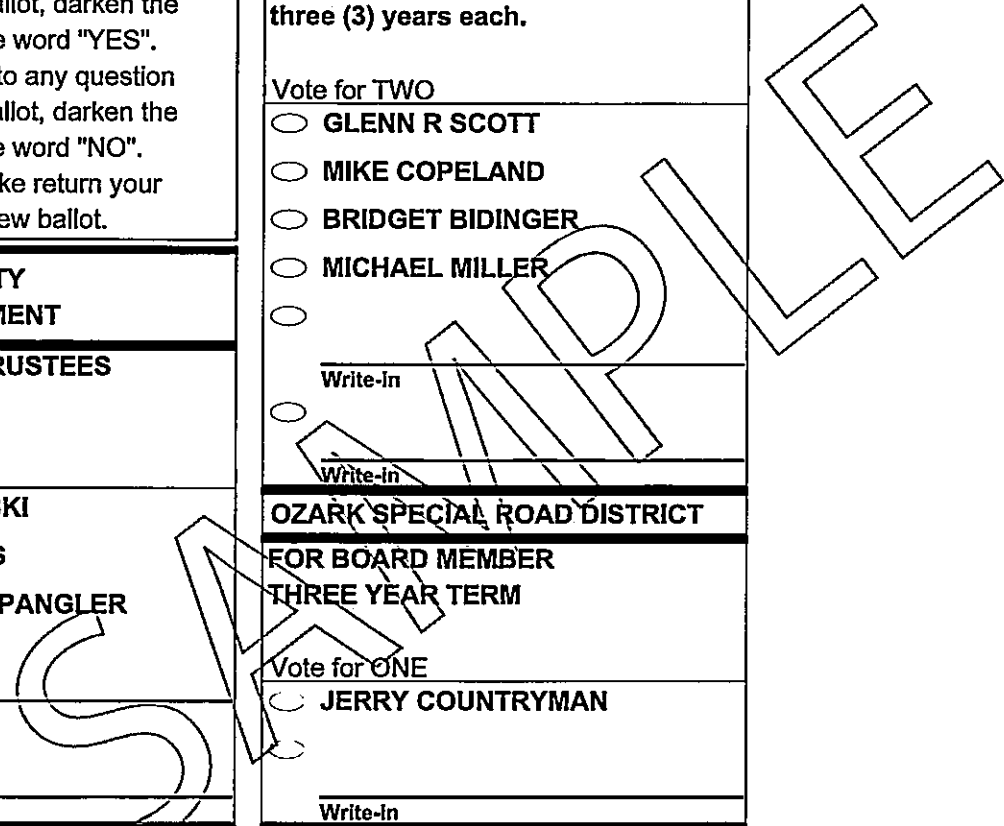 allot, darken the
e word "YES".
to any question
allot, darken the
e word "NO".
ke return your
ew ballot.
TY
MENT
RUSTEES
KI
S
PANGLER
three (3) years each.
Vote for TWO
GLENN R SCOTT
MIKE COPELAND
BRIDGET BIDINGER
MICHAEL MILLER
Write-in
Write-in
OZARK SPECIAL ROAD DISTRICT
FOR BOARD MEMBER
THREE YEAR TERM
Vote for ONE
JERRY COUNTRYMAN
Write-in
SAMPLE